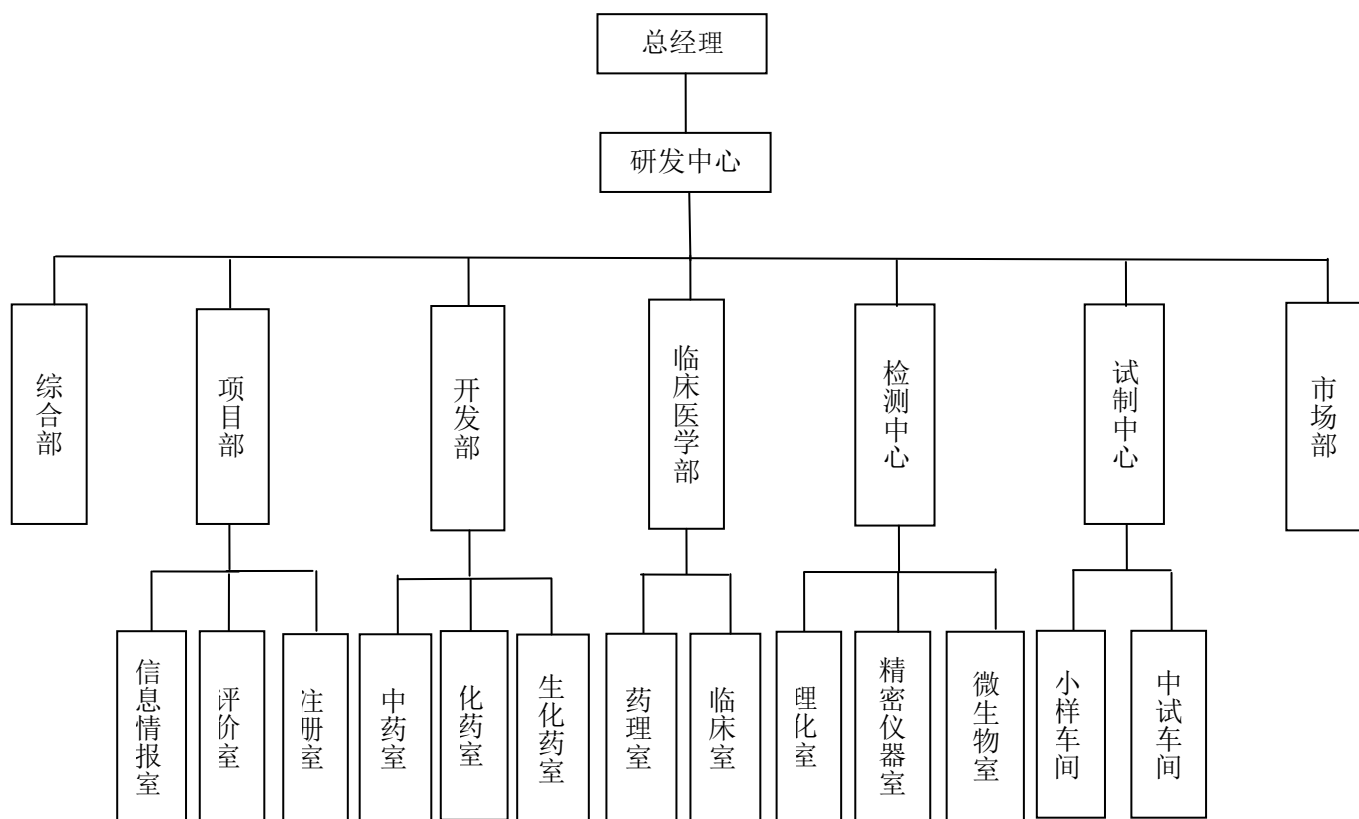 总经理
研发中心
综合部
项目部
开发部
临床医学部
检测中心
试制中心
市场部
信息情报室
评价室
注册室
中药室
化药室
生化药室
药理室
临床室
理化室
精密仪器室
微生物室
小样车间
中试车间